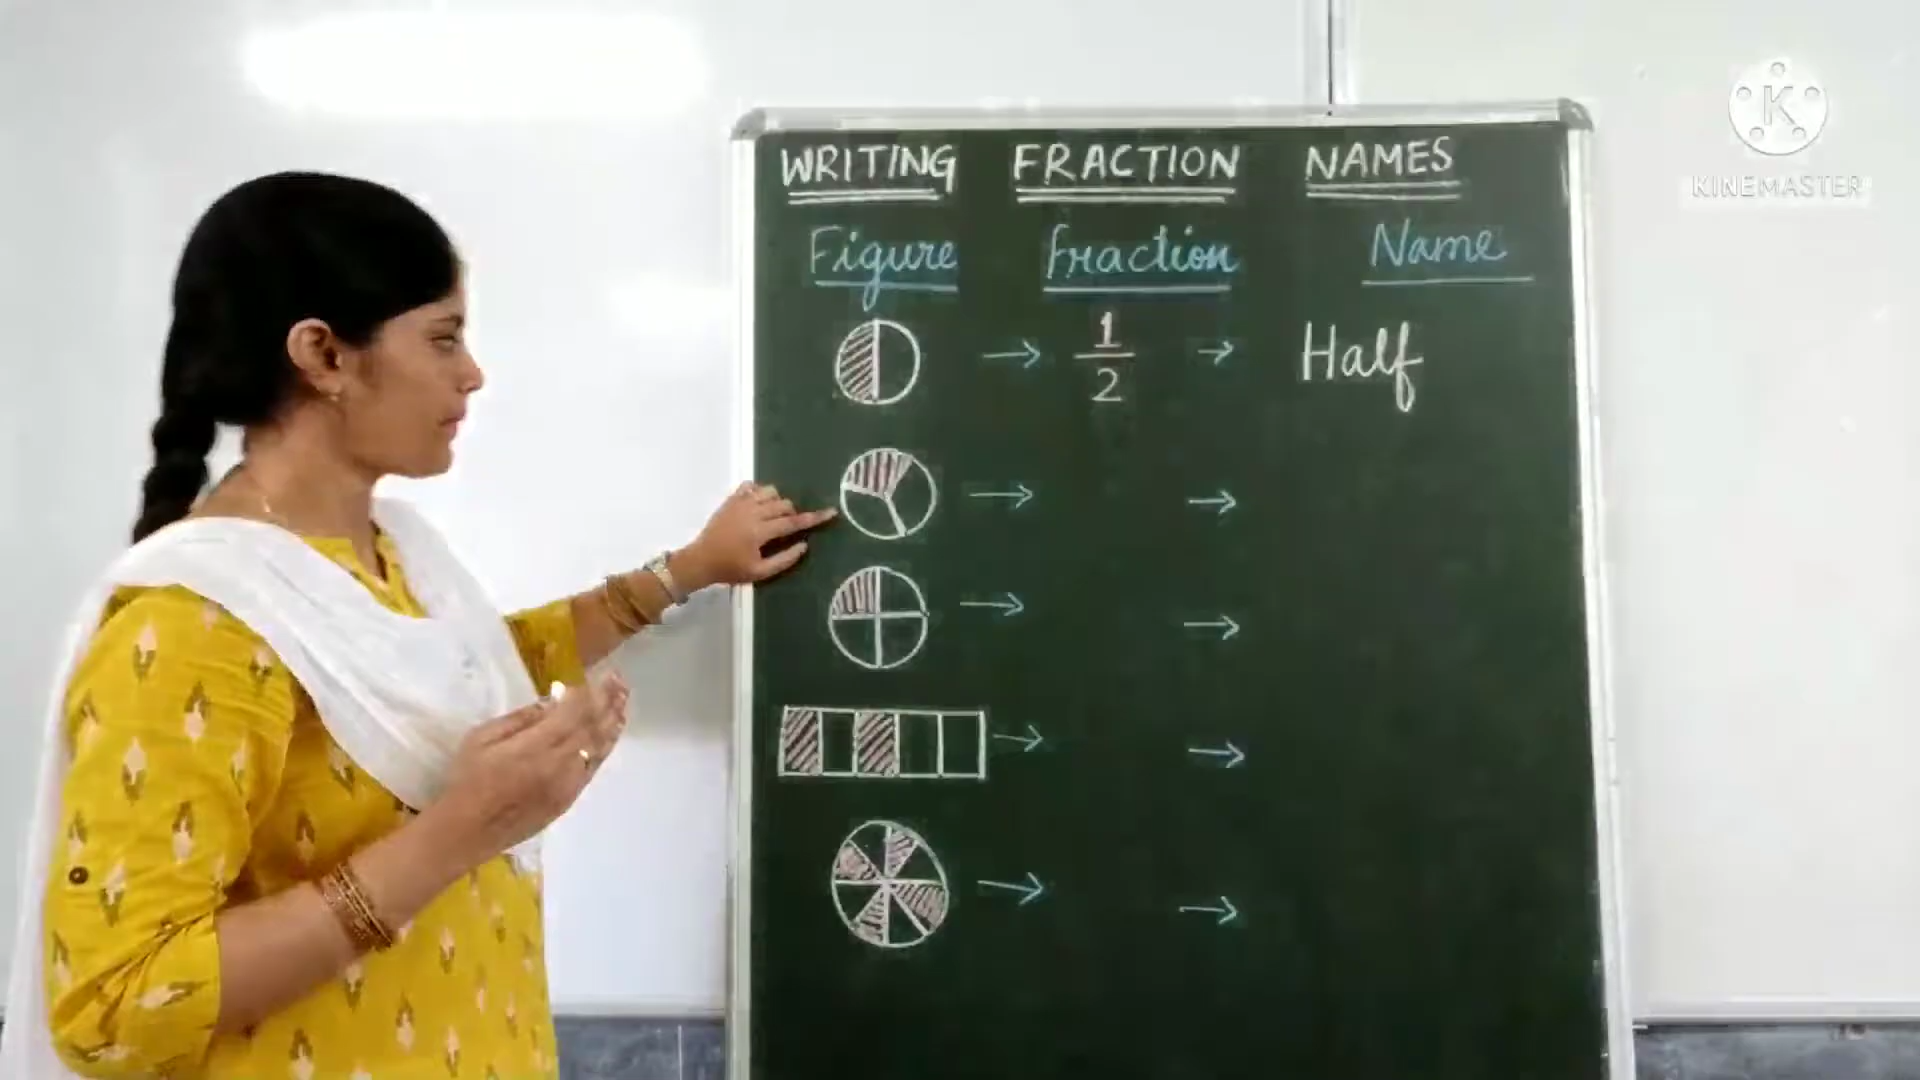 WRITING FRACTION NAMES
Figure fraction Name
→ 1/2 → Half
→ →
→ →
→ →
→ →
K
KINEMASTER